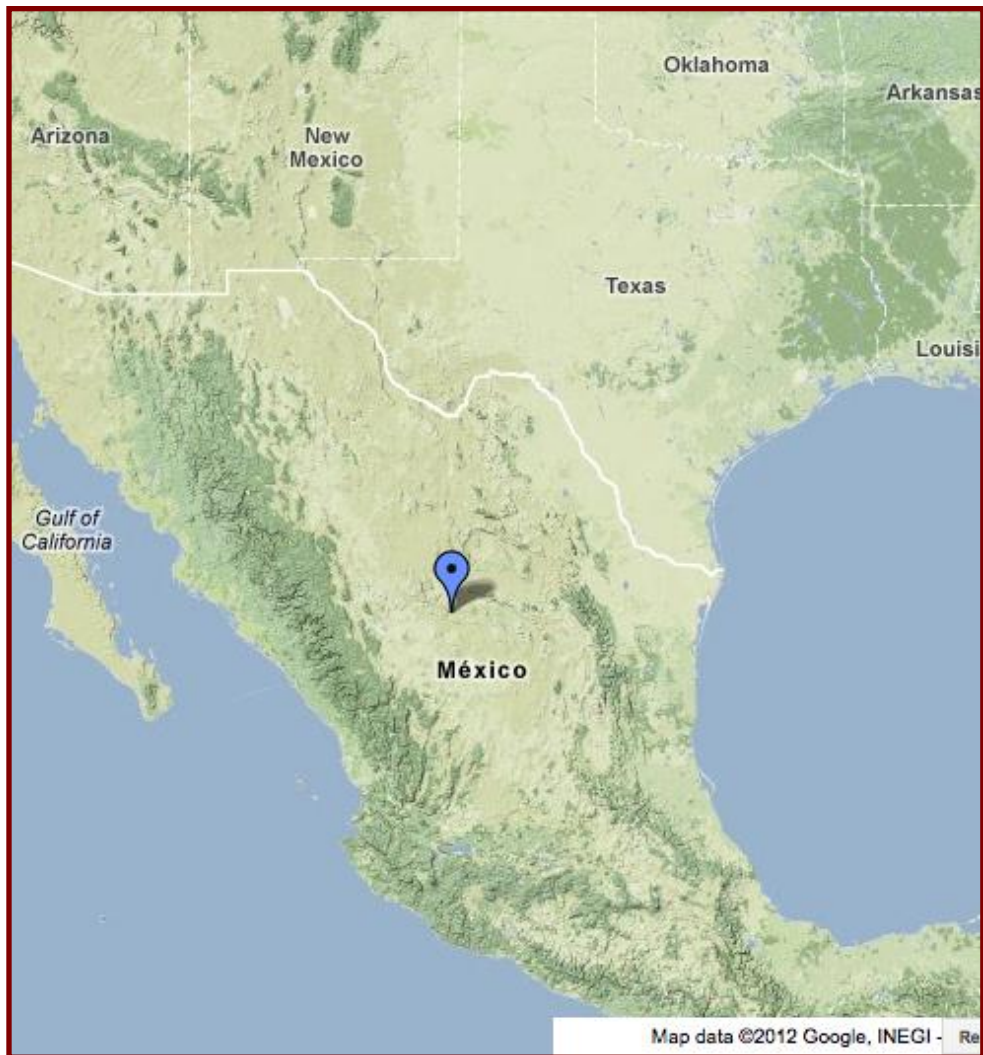 Oklahoma
Arkansas
Arizona
New
Mexico
Texas
Louisi
Gulf of
California
México
Map data ©2012 Google, INEGI - Re